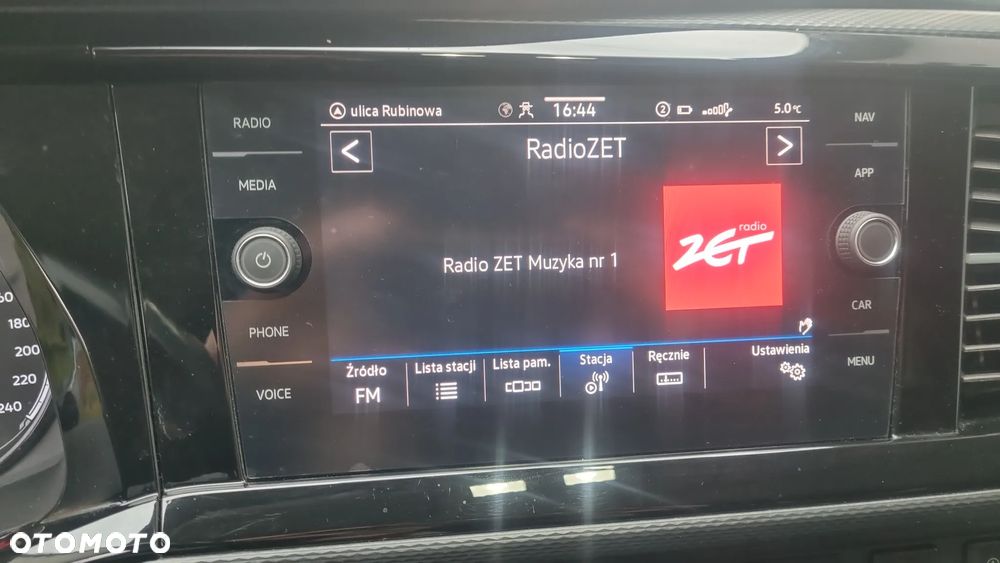 RADIO
MEDIA
PHONE
VOICE
ulica Rubinowa
16:44
2
5.0°C
<
RadioZET
>
Radio ZET Muzyka nr 1
radio
ZET
Źródło
FM
Lista stacji
Lista pam.
Stacja
Ręcznie
Ustawienia
NAV
APP
CAR
MENU
180
200
220
240
OTOMOTO